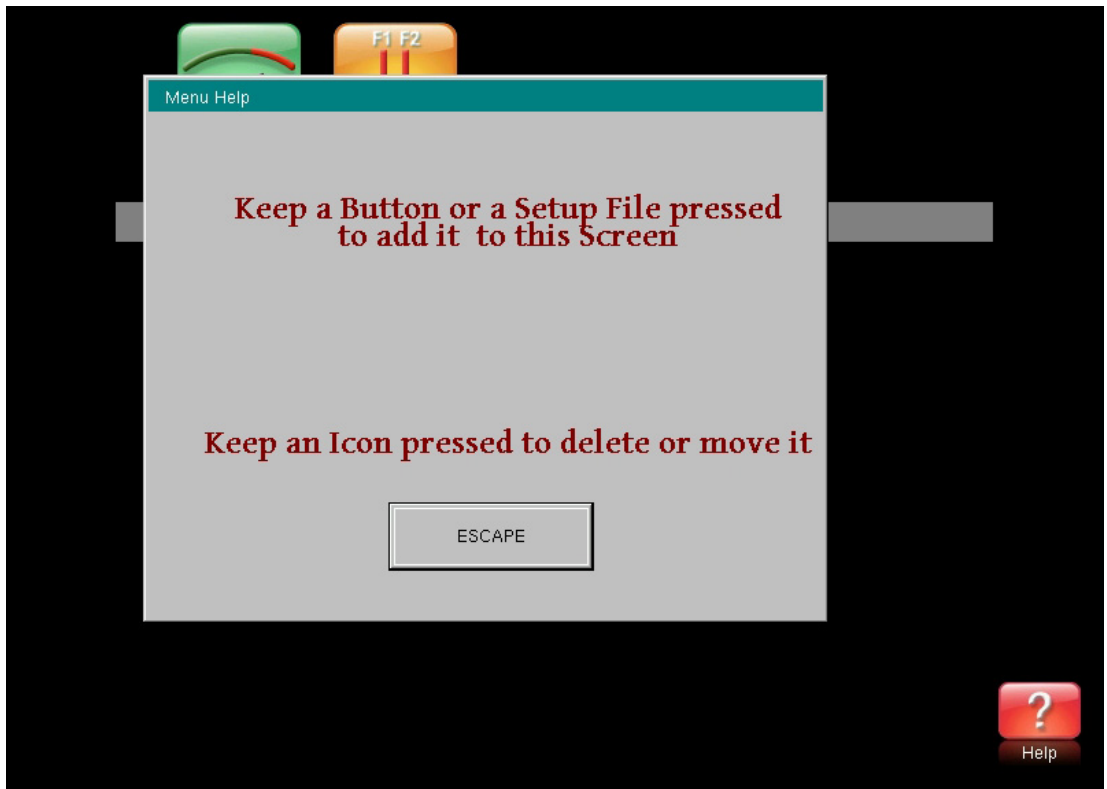 F1 F2
Menu Help
Keep a Button or a Setup File pressed
to add it to this Screen
Keep an Icon pressed to delete or move it
ESCAPE
?
Help